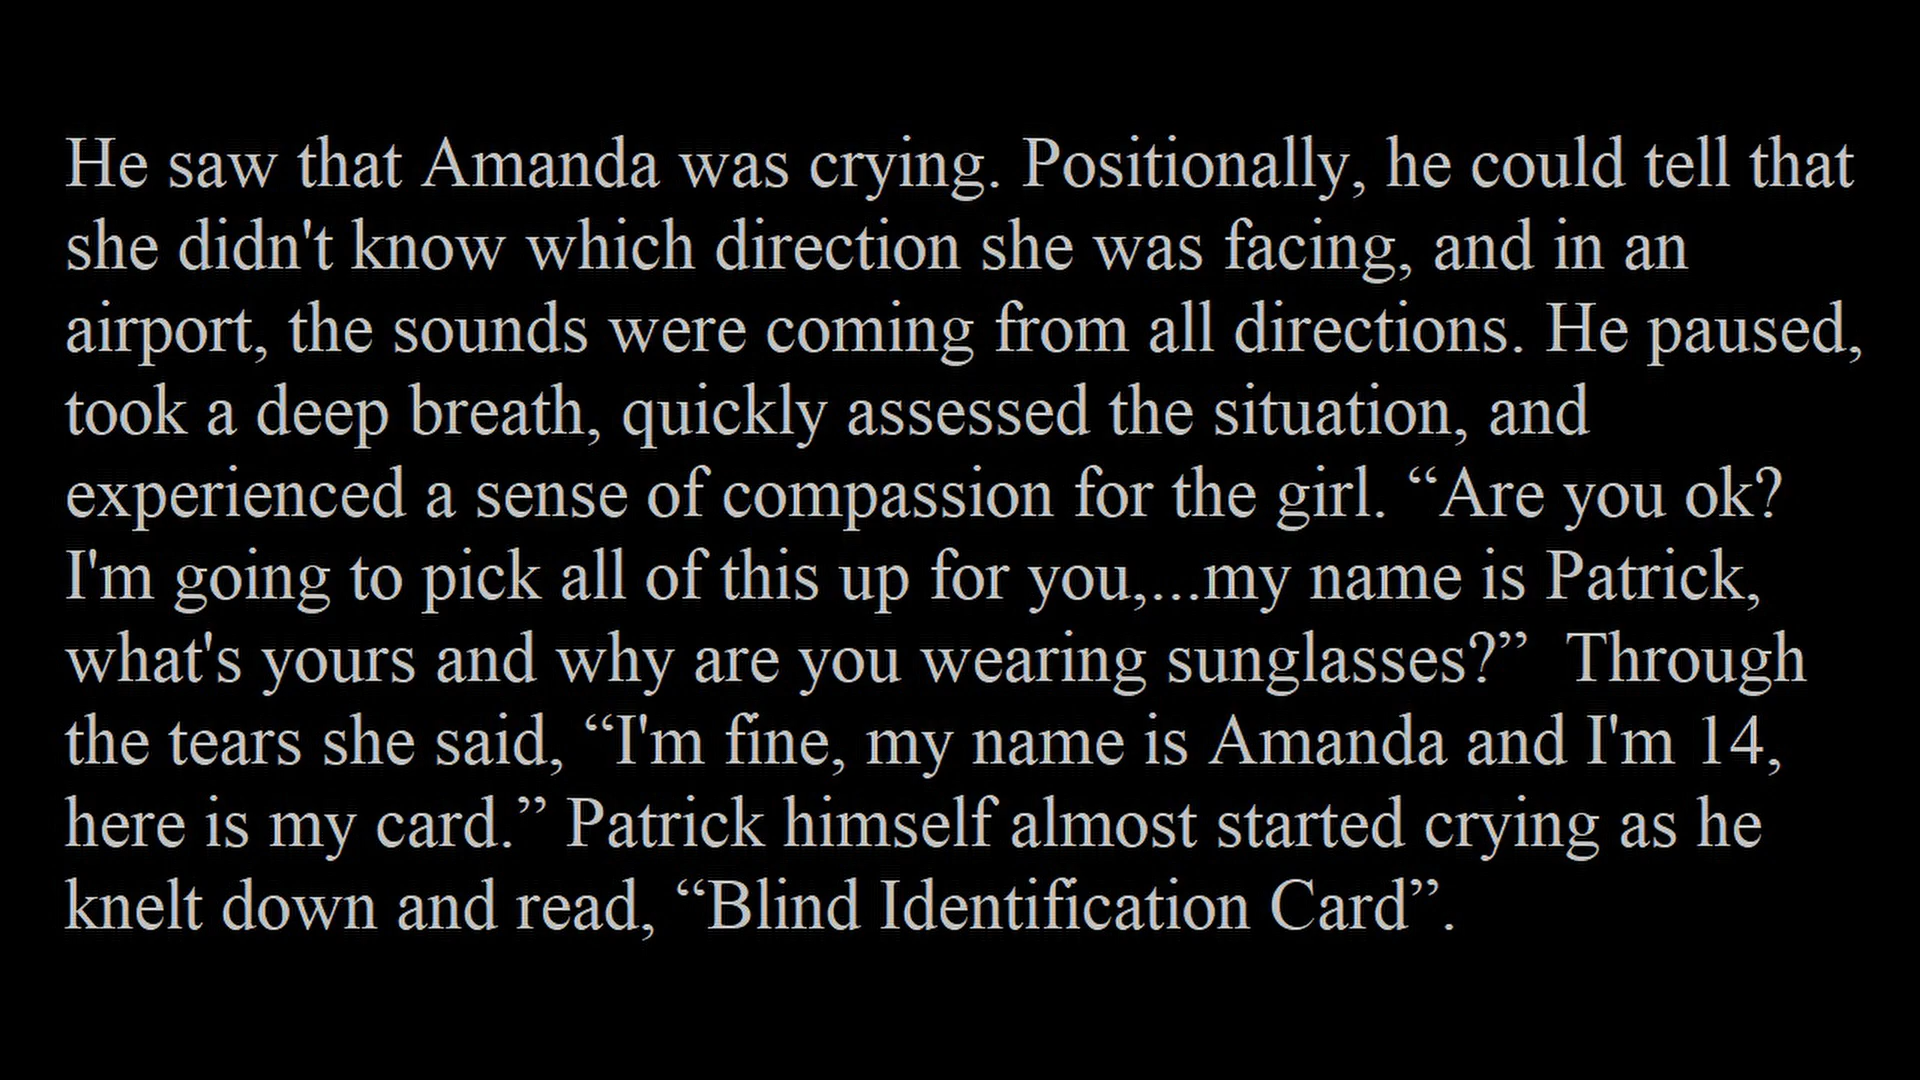 He saw that Amanda was crying. Positionally, he could tell that
she didn't know which direction she was facing, and in an
airport, the sounds were coming from all directions. He paused,
took a deep breath, quickly assessed the situation, and
experienced a sense of compassion for the girl. “Are you ok?
I'm going to pick all of this up for you,...my name is Patrick,
what's yours and why are you wearing sunglasses?”  Through
the tears she said, “I'm fine, my name is Amanda and I'm 14,
here is my card.” Patrick himself almost started crying as he
knelt down and read, “Blind Identification Card”.